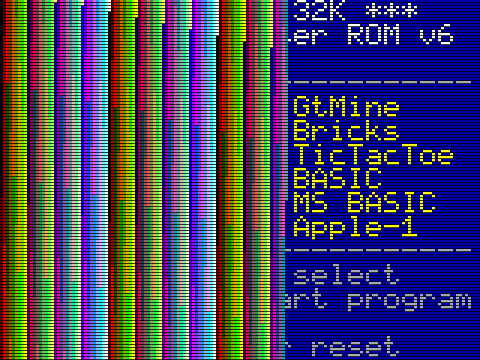 32K ***
er ROM v6
GtMine
Bricks
TicTacToe
BASIC
MS BASIC
Apple-1
select
art program
reset